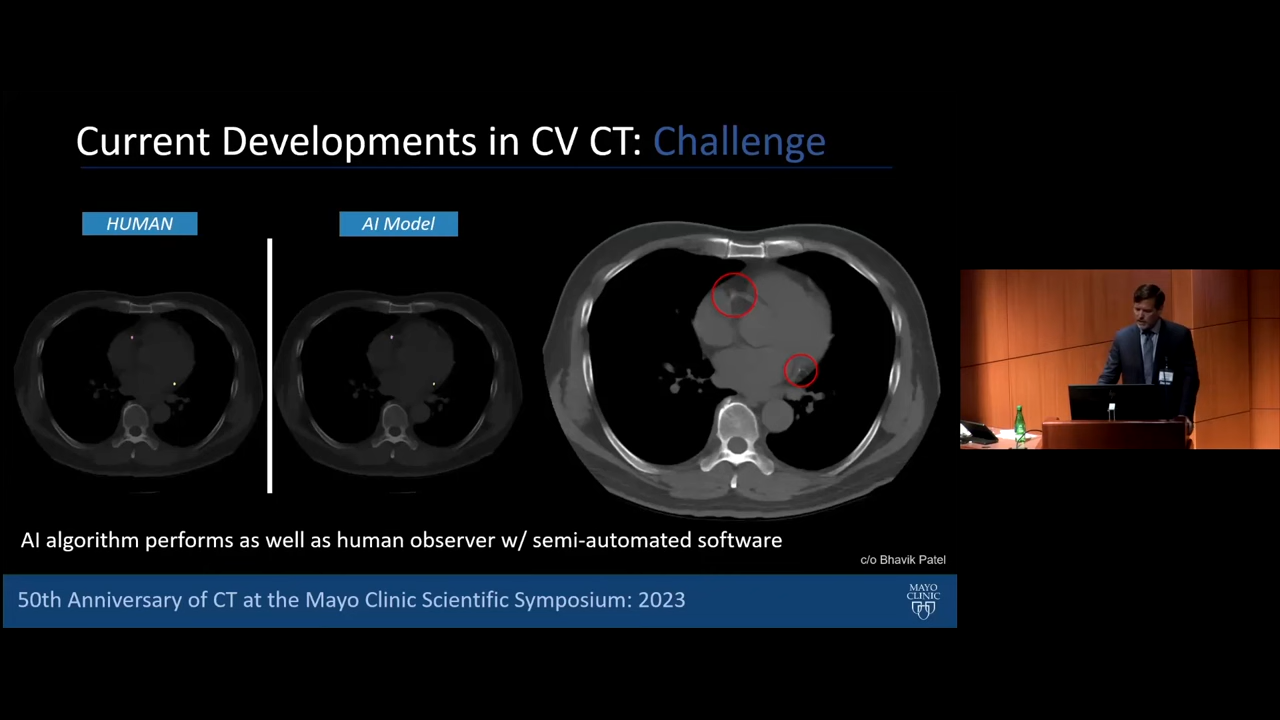 Current Developments in CV CT: Challenge
HUMAN
AI Model
AI algorithm performs as well as human observer w/ semi-automated software
c/o Bhavik Patel
50th Anniversary of CT at the Mayo Clinic Scientific Symposium: 2023
MAYO
CLINIC